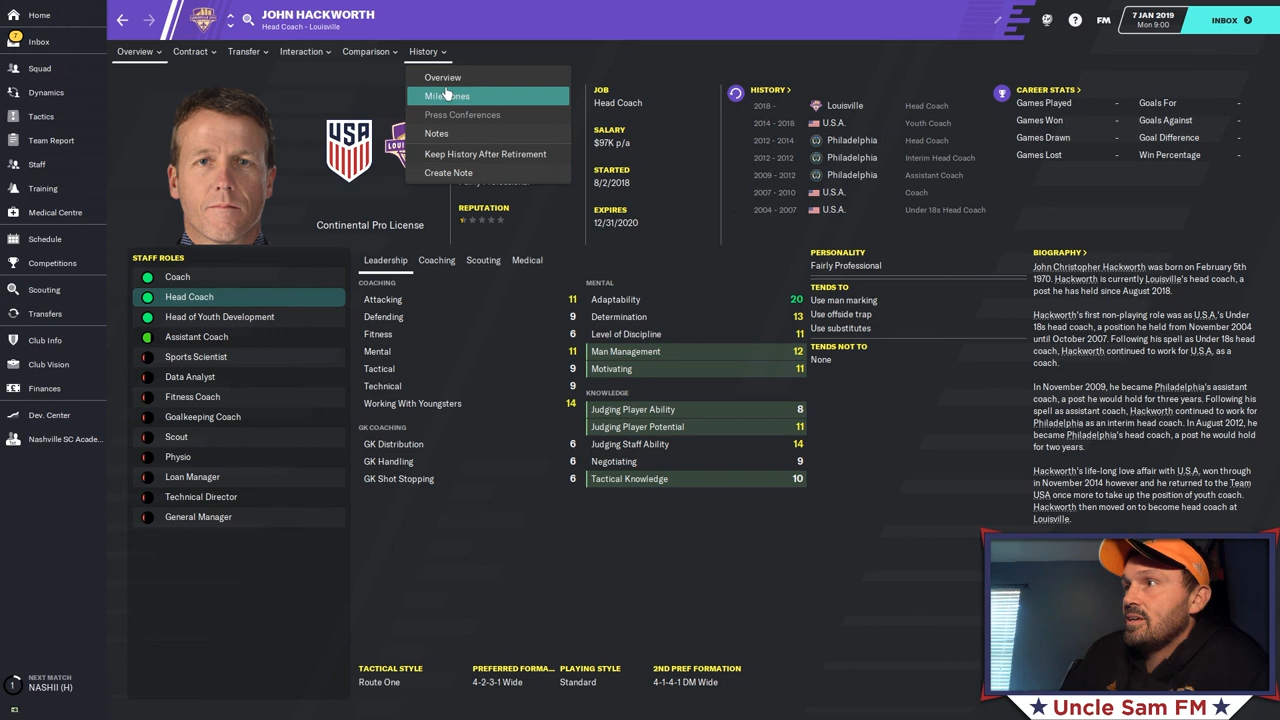 JOHN HACKWORTH
Head Coach - Louisville
7 JAN 2019
Mon 9:00
INBOX
FM
Home
7
Inbox
Squad
Dynamics
Tactics
Team Report
Staff
Training
Medical Centre
Schedule
Competitions
Scouting
Transfers
Club Info
Club Vision
Finances
Dev. Center
Nashville SC Acade...
NEXT MATCH
NASHII (H)
1
Overview
Contract
Transfer
Interaction
Comparison
History
Overview
Milestones
Press Conferences
Notes
Keep History After Retirement
Create Note
USA
Continental Pro License
Fairly Professional
REPUTATION
JOB
Head Coach
SALARY
$97K p/a
STARTED
8/2/2018
EXPIRES
12/31/2020
HISTORY >
2018 - Louisville Head Coach
2014 - 2018 U.S.A. Youth Coach
2012 - 2014 Philadelphia Head Coach
2012 - 2012 Philadelphia Interim Head Coach
2009 - 2012 Philadelphia Assistant Coach
2007 - 2010 U.S.A. Coach
2004 - 2007 U.S.A. Under 18s Head Coach
CAREER STATS >
Games Played - Goals For -
Games Won - Goals Against -
Games Drawn - Goal Difference -
Games Lost - Win Percentage -
STAFF ROLES
Coach
Head Coach
Head of Youth Development
Assistant Coach
Sports Scientist
Data Analyst
Fitness Coach
Goalkeeping Coach
Scout
Physio
Loan Manager
Technical Director
General Manager
Leadership Coaching Scouting Medical
COACHING
Attacking 11
Defending 9
Fitness 6
Mental 11
Tactical 9
Technical 9
Working With Youngsters 14
GK COACHING
GK Distribution 6
GK Handling 6
GK Shot Stopping 6
MENTAL
Adaptability 20
Determination 13
Level of Discipline 11
Man Management 12
Motivating 11
KNOWLEDGE
Judging Player Ability 8
Judging Player Potential 11
Judging Staff Ability 14
Negotiating 9
Tactical Knowledge 10
PERSONALITY
Fairly Professional
TENDS TO
Use man marking
Use offside trap
Use substitutes
TENDS NOT TO
None
BIOGRAPHY >
John Christopher Hackworth was born on February 5th
1970. Hackworth is currently Louisville's head coach, a
post he has held since August 2018.
Hackworth's first non-playing role was as U.S.A.'s Under
18s head coach, a position he held from November 2004
until October 2007. Following his spell as Under 18s head
coach, Hackworth continued to work for U.S.A. as a
coach.
In November 2009, he became Philadelphia's assistant
coach, a post he would hold for three years. Following his
spell as assistant coach, Hackworth continued to work for
Philadelphia as an interim head coach. In August 2012, he
became Philadelphia's head coach, a post he would hold
for two years.
Hackworth's life-long love affair with U.S.A. won through
in November 2014 however and he returned to the Team
USA once more to take up the position of youth coach.
Hackworth then moved on to become head coach at
Louisville.
TACTICAL STYLE
Route One
PREFERRED FORMA...
4-2-3-1 Wide
PLAYING STYLE
Standard
2ND PREF FORMATION
4-1-4-1 DM Wide
Uncle Sam FM